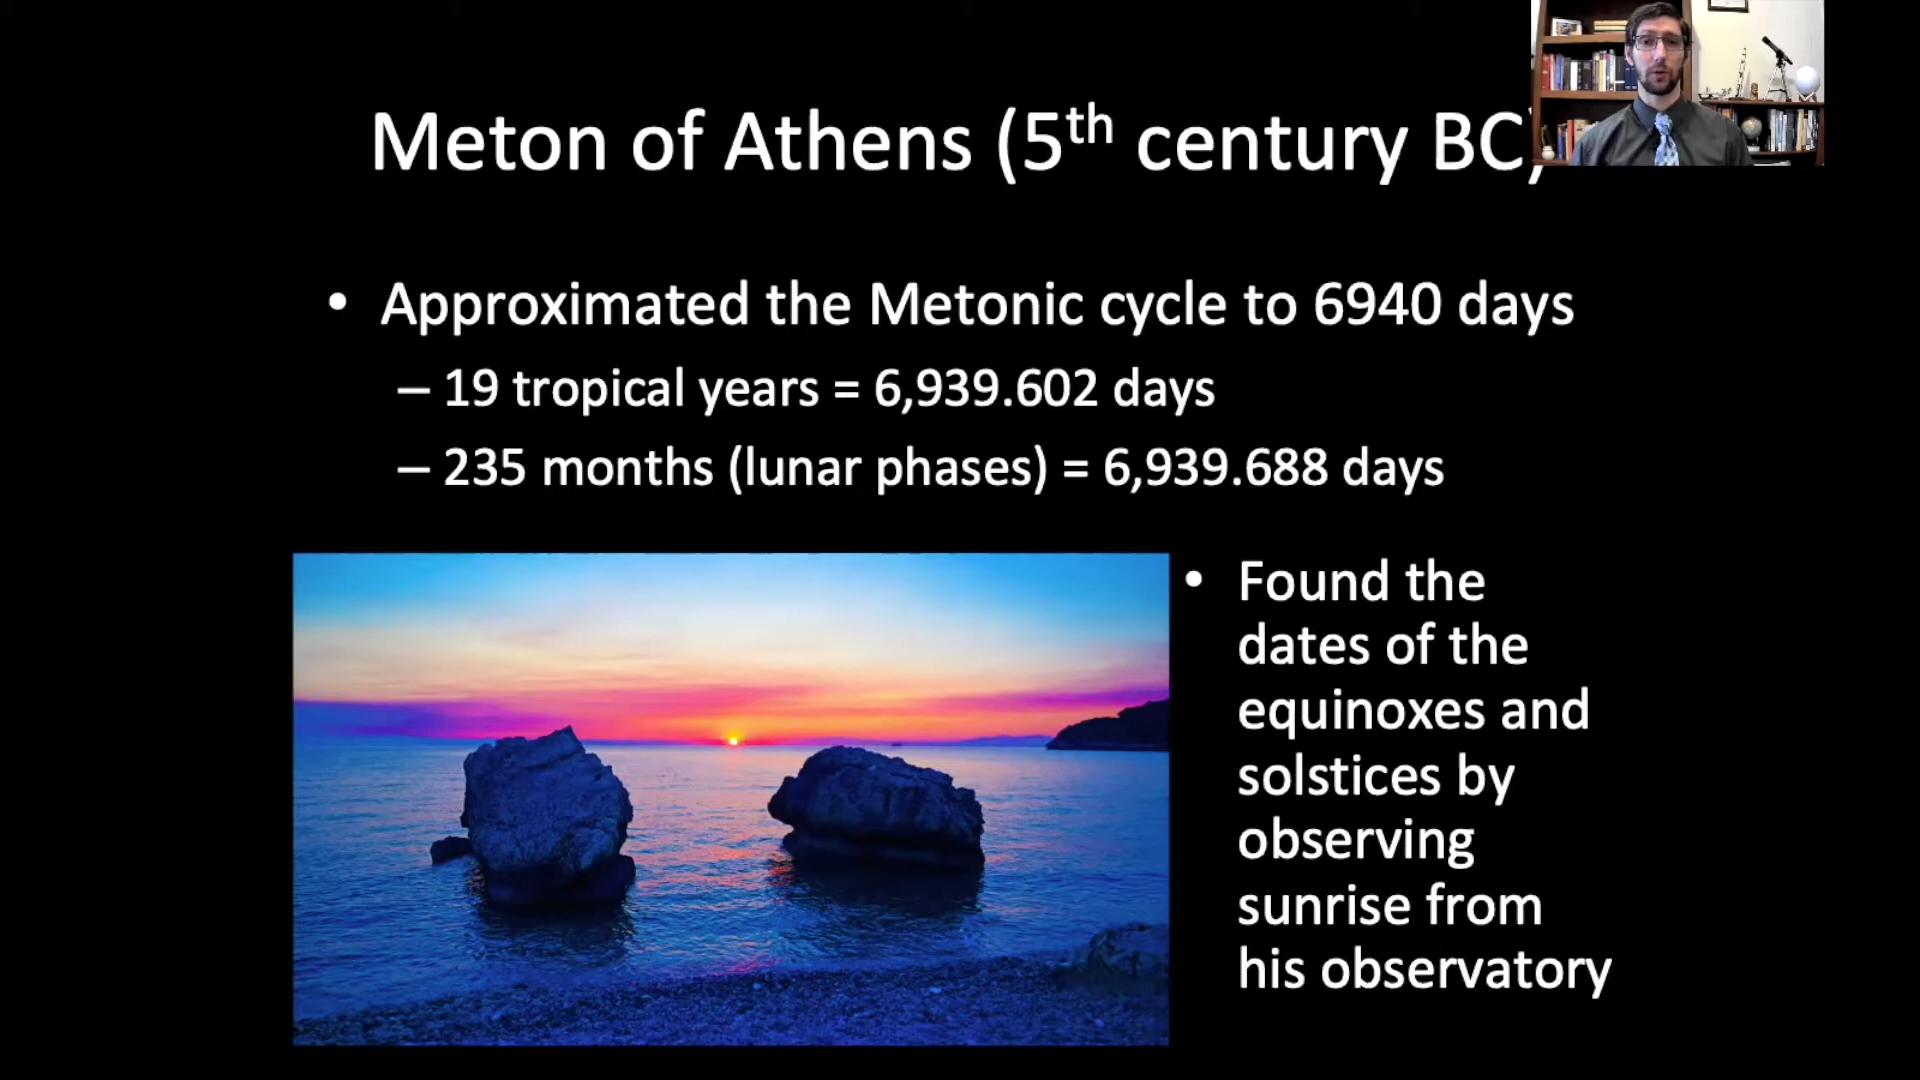 Meton of Athens (5th century BC)
• Approximated the Metonic cycle to 6940 days
– 19 tropical years = 6,939.602 days
– 235 months (lunar phases) = 6,939.688 days
• Found the
dates of the
equinoxes and
solstices by
observing
sunrise from
his observatory